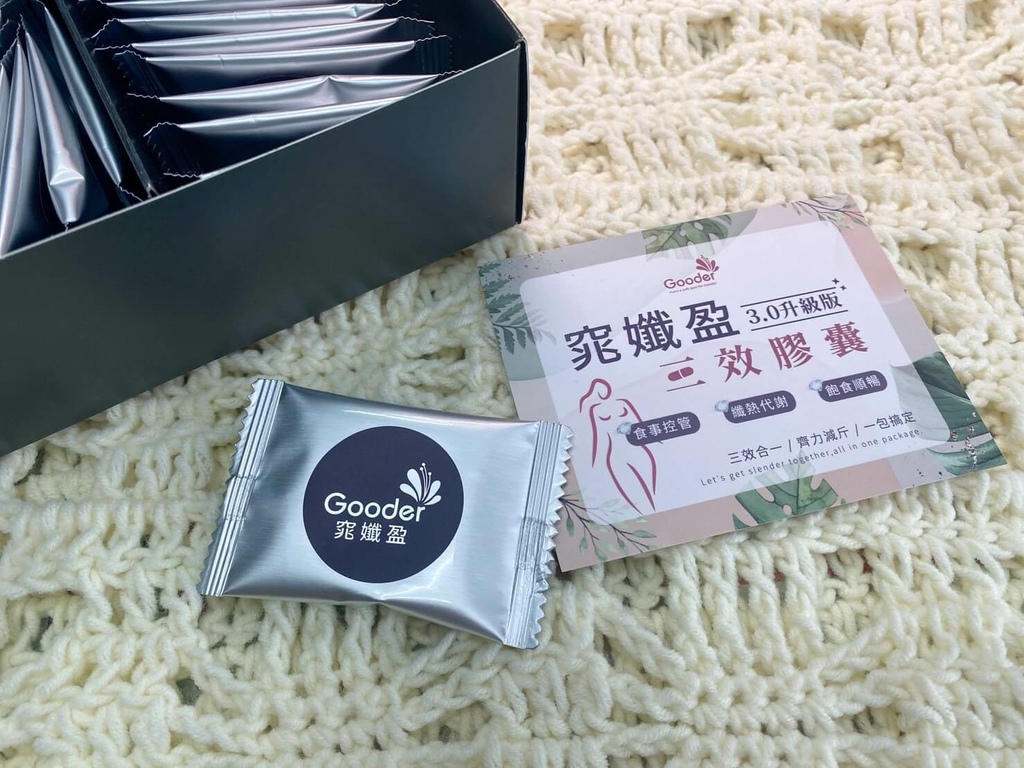 Gooder
窕孅盈
Gooder
窕孅盈 3.0升級版
三效膠囊
食事控管 纖熱代謝 飽食順暢
三效合一 / 齊力減斤 / 一包搞定
Let's get slender together,all in one package